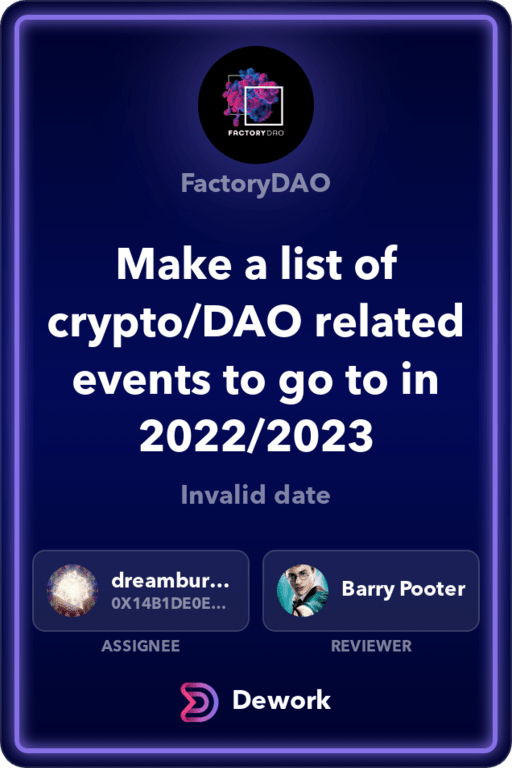 FACTORYDAO
FactoryDAO
Make a list of
crypto/DAO related
events to go to in
2022/2023
Invalid date
dreambur...
0X14B1DE0E...
Barry Pooter
ASSIGNEE
REVIEWER
Dework